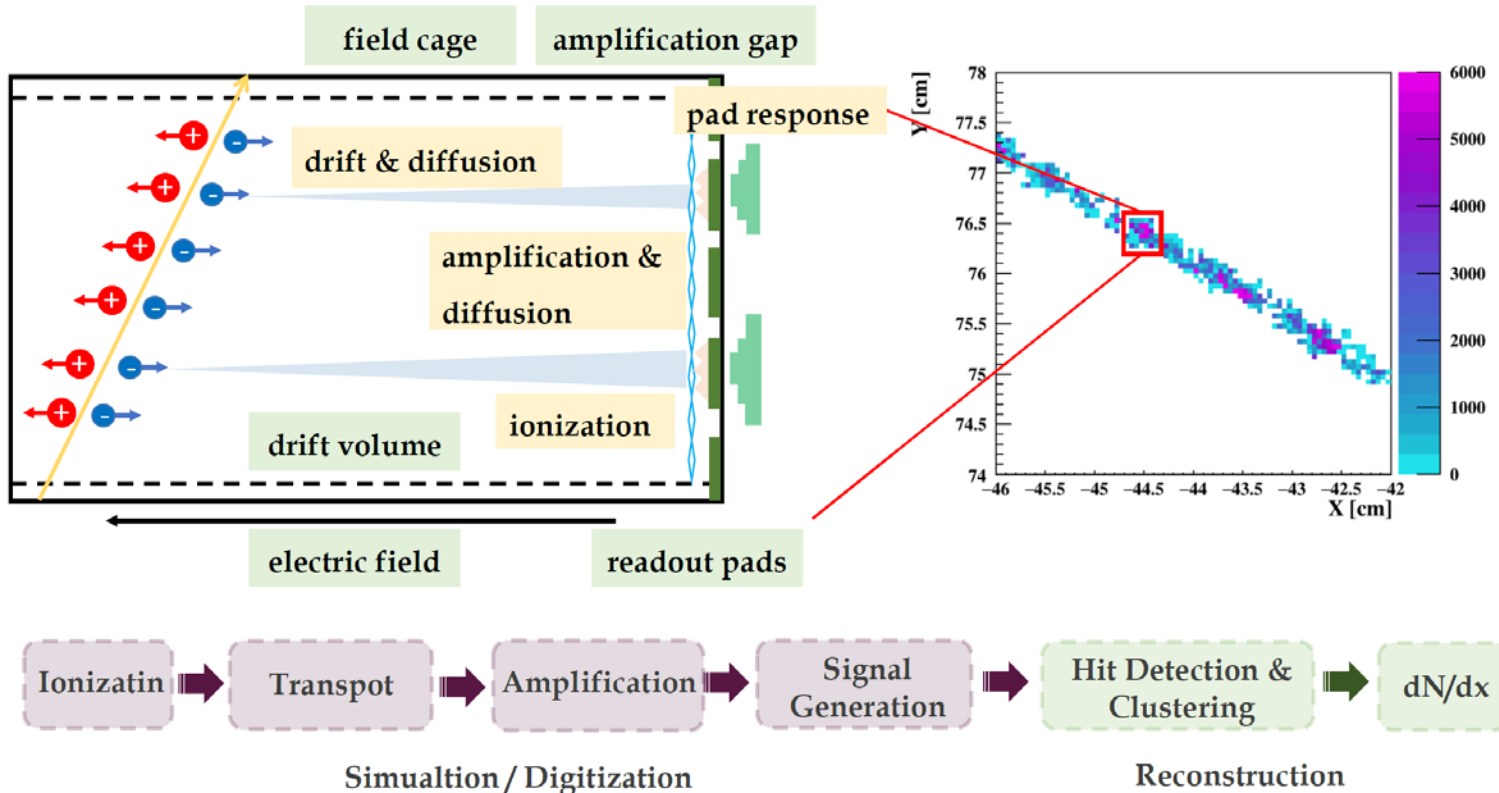 field cage
amplification gap
pad response
drift & diffusion
amplification &
diffusion
ionization
drift volume
electric field
readout pads
+
-
+
-
+
-
+
-
+
-
+
-
Y [cm]
78
77.5
77
76.5
76
75.5
75
74.5
74
−46
−45.5
−45
−44.5
−44
−43.5
−43
−42.5
−42
X [cm]
6000
5000
4000
3000
2000
1000
0
Ionizatin
Transpot
Amplification
Signal
Generation
Hit Detection &
Clustering
dN/dx
Simualtion / Digitization
Reconstruction